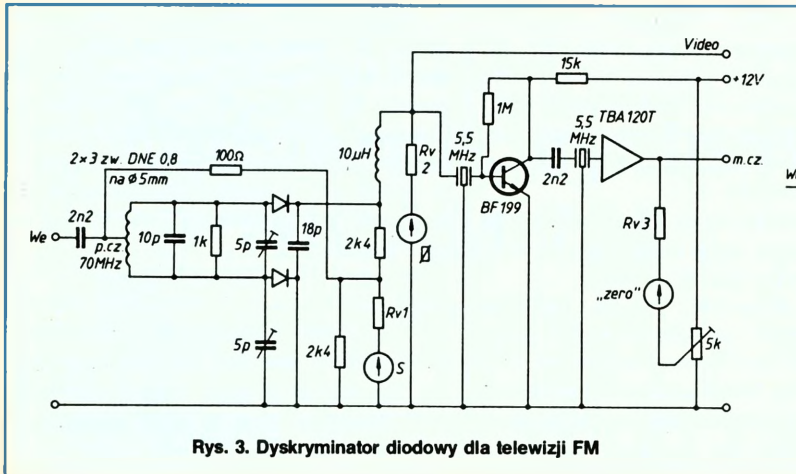 Video
15k
+12V
1M
TBA120T
5,5
MHz
10µH
Rv
2
5,5
MHz
2×3 zw. DNE 0,8
na Ø 5mm
100Ω
2n2
BF199
m.cz.
2n2
We
p.cz.
70MHz
10p
1k
5p
18p
2k4
Rv3
„zero”
5k
5p
2k4
Rv1
S
Rys. 3. Dyskryminator diodowy dla telewizji FM